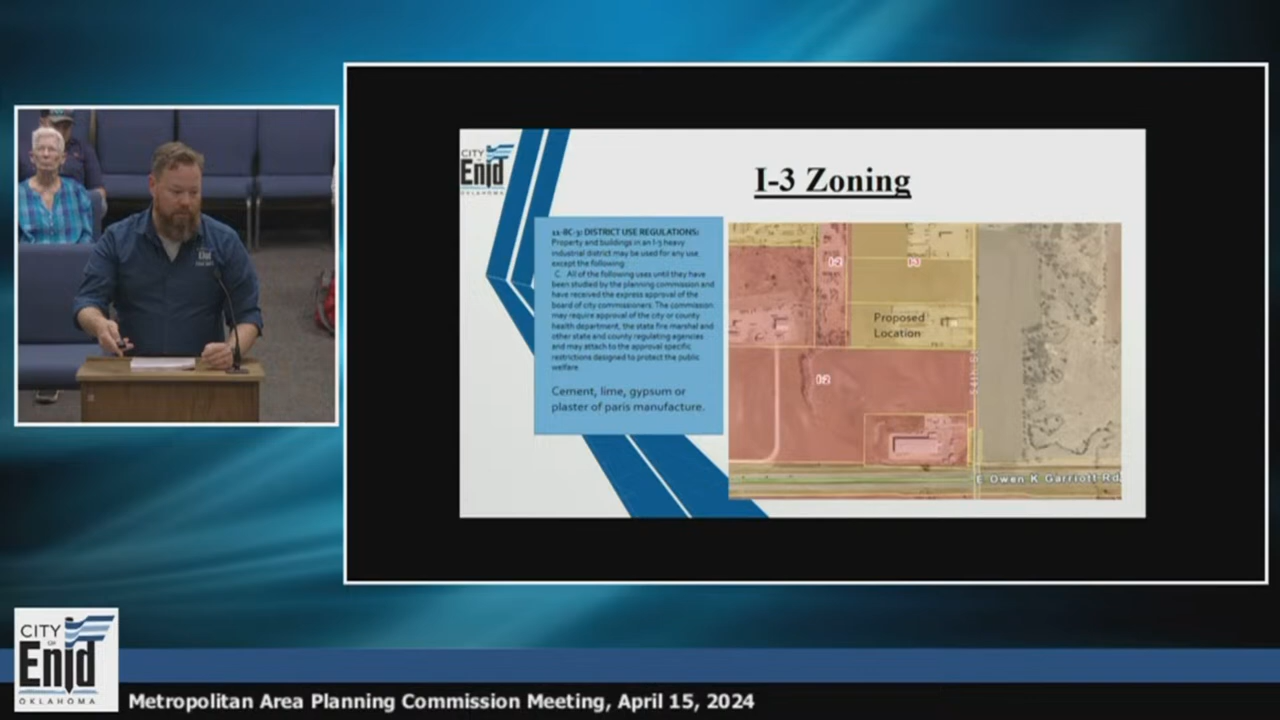 CITY
OF
Enid
OKLAHOMA
I-3 Zoning
11-8C-3: DISTRICT USE REGULATIONS:
Property and buildings in an I-3 heavy
industrial district may be used for any use
except the following:
C. All of the following uses until they have
been studied by the planning commission and
have received the express approval of the
board of city commissioners. The commission
may require approval of the city or county
health department, the state fire marshal and
other state and county regulating agencies
and may attach to the approval specific
restrictions designed to protect the public
welfare
Cement, lime, gypsum or
plaster of paris manufacture.
I-2
I-3
Proposed
Location
I-2
54th St
E Owen K Garriott Rd
CITY
OF
Enid
OKLAHOMA
Metropolitan Area Planning Commission Meeting, April 15, 2024